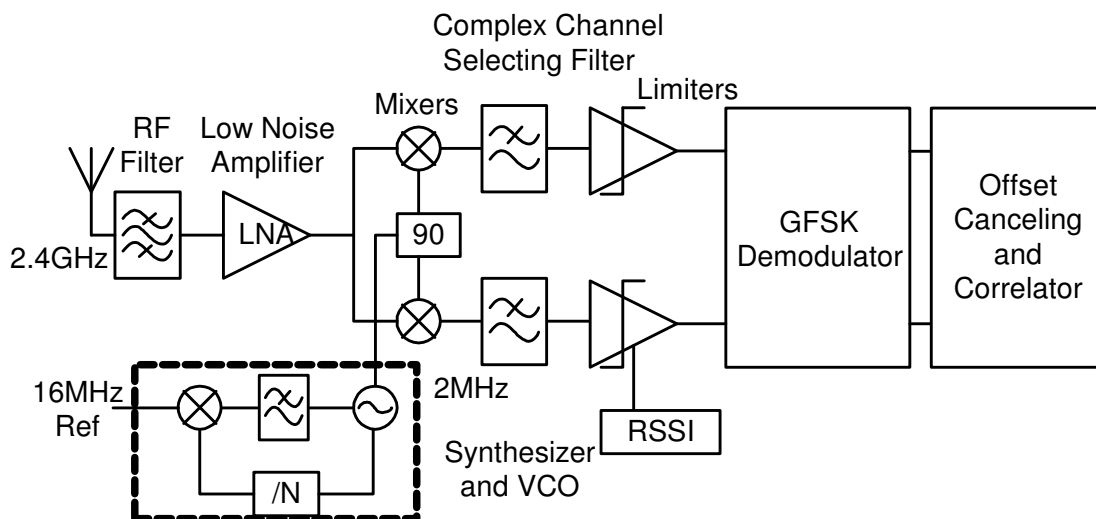 Complex Channel
Selecting Filter
Mixers
Limiters
RF
Filter
Low Noise
Amplifier
LNA
90
2.4GHz
GFSK
Demodulator
Offset
Canceling
and
Correlator
16MHz
Ref
2MHz
/N
Synthesizer
and VCO
RSSI